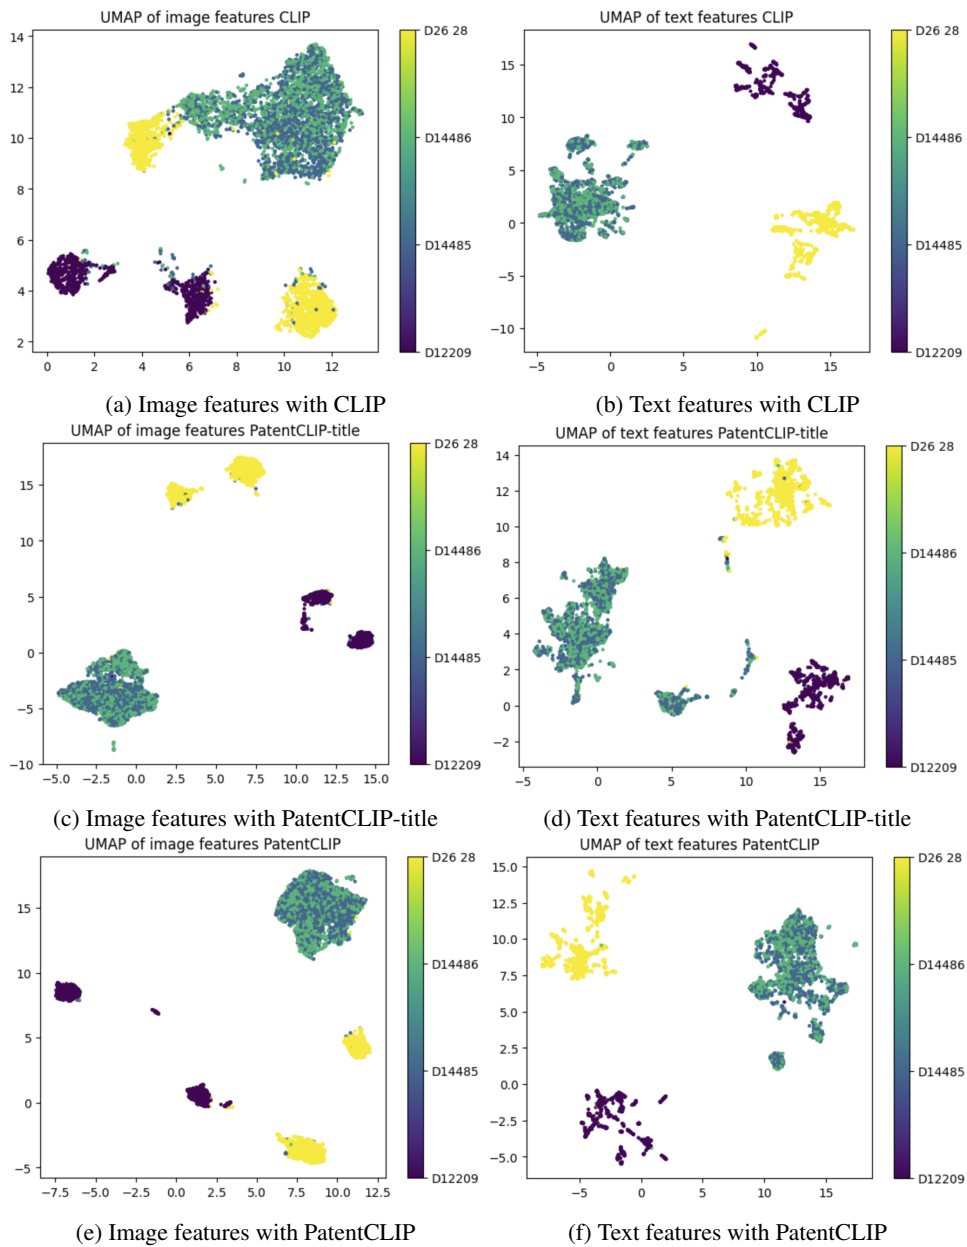 UMAP of image features CLIP
14
12
10
8
6
4
2
0 2 4 6 8 10 12
D26 28
D14486
D14485
D12209
(a) Image features with CLIP
UMAP of text features CLIP
15
10
5
0
−5
−10
−5 0 5 10 15
D26 28
D14486
D14485
D12209
(b) Text features with CLIP
UMAP of image features PatentCLIP-title
15
10
5
0
−5
−10
−5.0 −2.5 0.0 2.5 5.0 7.5 10.0 12.5 15.0
D26 28
D14486
D14485
D12209
(c) Image features with PatentCLIP-title
UMAP of text features PatentCLIP-title
14
12
10
8
6
4
2
0
−2
0 5 10 15
D26 28
D14486
D14485
D12209
(d) Text features with PatentCLIP-title
UMAP of image features PatentCLIP
15
10
5
0
−5
−7.5 −5.0 −2.5 0.0 2.5 5.0 7.5 10.0 12.5
D26 28
D14486
D14485
D12209
(e) Image features with PatentCLIP
UMAP of text features PatentCLIP
15.0
12.5
10.0
7.5
5.0
2.5
0.0
−2.5
−5.0
−5 0 5 10 15
D26 28
D14486
D14485
D12209
(f) Text features with PatentCLIP